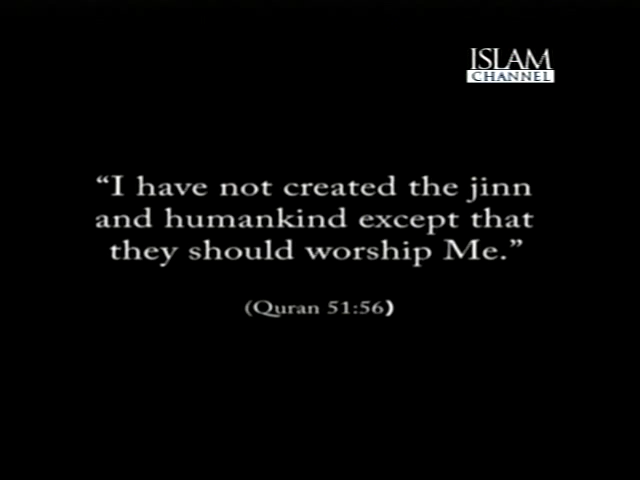 ISLAM
CHANNEL
“I have not created the jinn
and humankind except that
they should worship Me.”
(Quran 51:56)